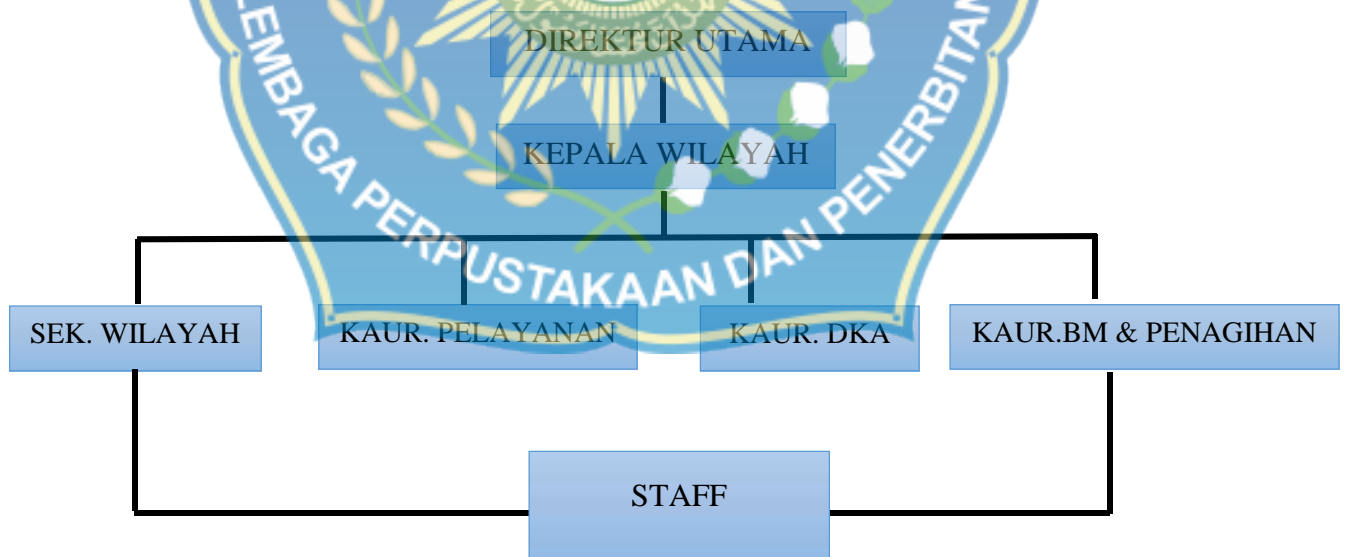 DIREKTUR UTAMA
KEPALA WILAYAH
SEK. WILAYAH
KAUR. PELAYANAN
KAUR. DKA
KAUR.BM & PENAGIHAN
STAFF
LEMBAGA PERPUSTAKAAN DAN PENERBITAN